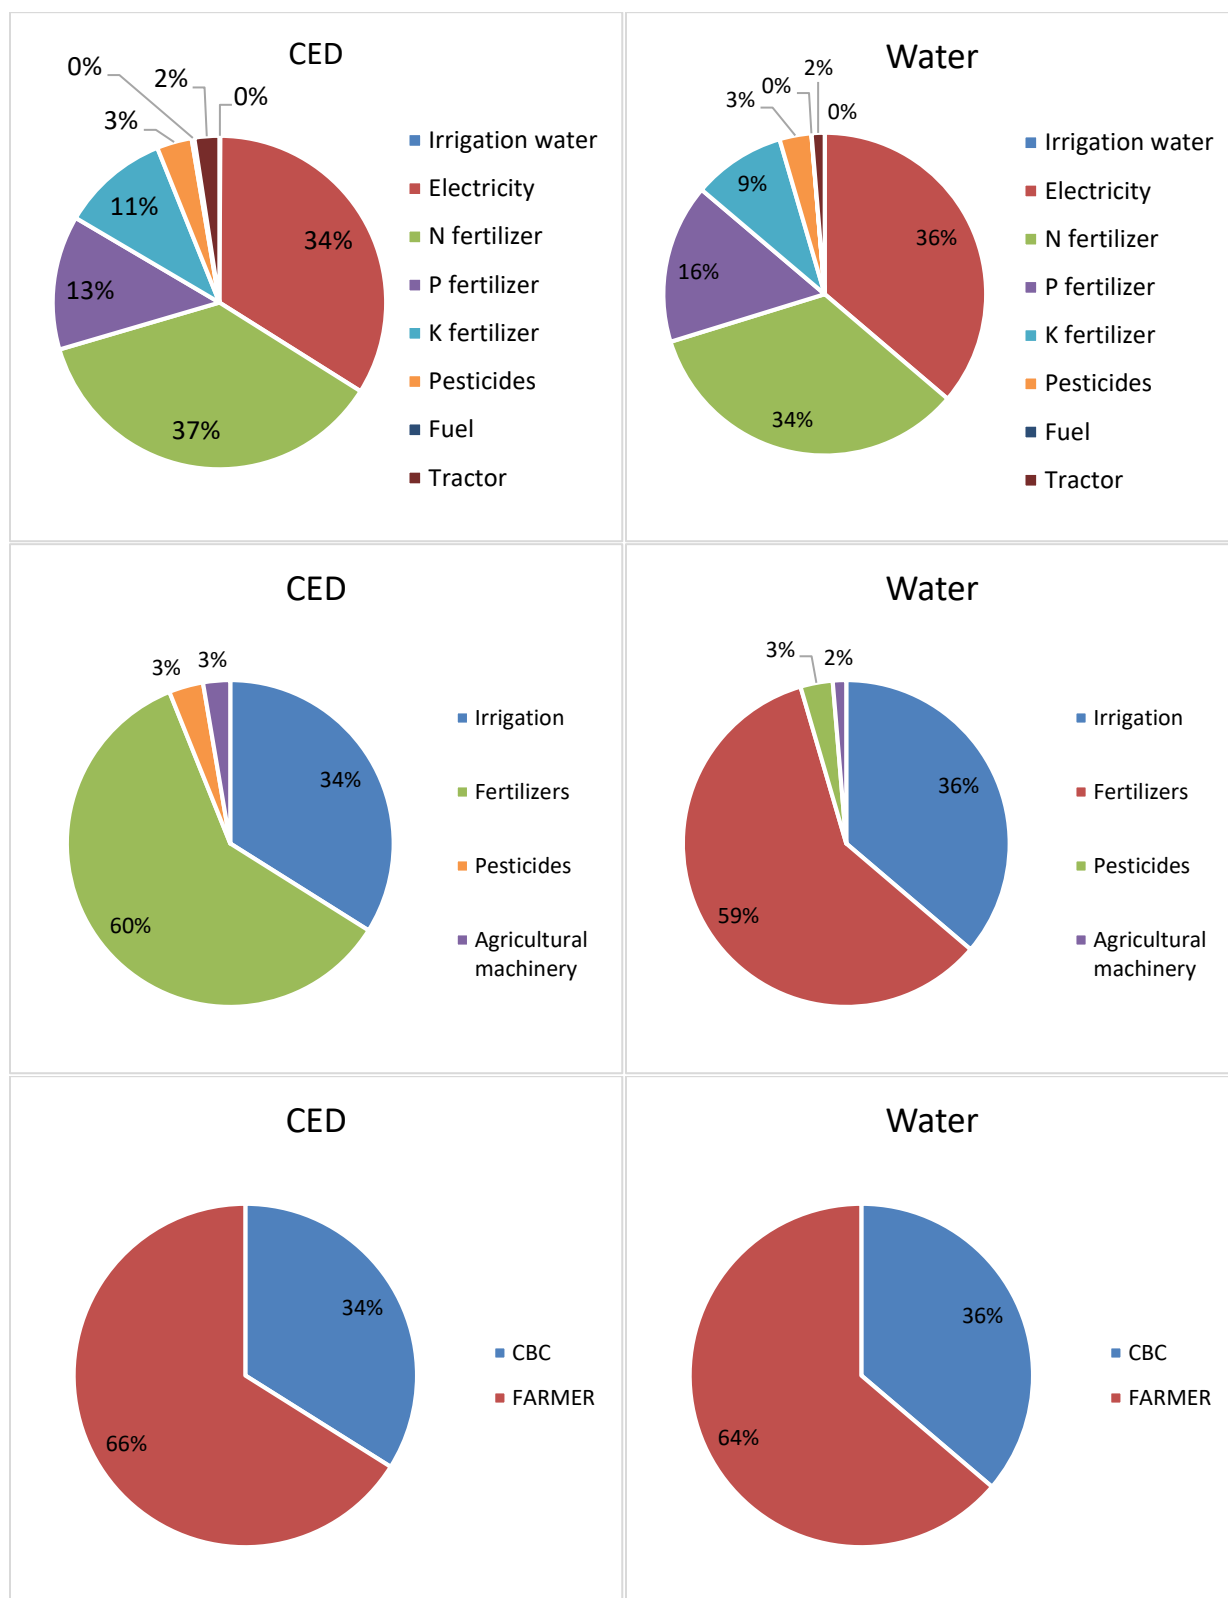 CED
0%
2%
0%
3%
11%
34%
13%
37%
Irrigation water
Electricity
N fertilizer
P fertilizer
K fertilizer
Pesticides
Fuel
Tractor
Water
2%
0%
3%
0%
9%
36%
16%
34%
Irrigation water
Electricity
N fertilizer
P fertilizer
K fertilizer
Pesticides
Fuel
Tractor
CED
3%
3%
34%
60%
Irrigation
Fertilizers
Pesticides
Agricultural
machinery
Water
3%
2%
36%
59%
Irrigation
Fertilizers
Pesticides
Agricultural
machinery
CED
34%
66%
CBC
FARMER
Water
36%
64%
CBC
FARMER